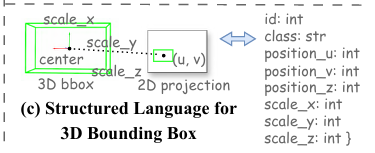 scale_x
scale_y
center
(u, v)
scale_z
3D bbox
2D projection
(c) Structured Language for
3D Bounding Box
id: int
class: str
position_u: int
position_v: int
position_z: int
scale_x: int
scale_y: int
scale_z: int }